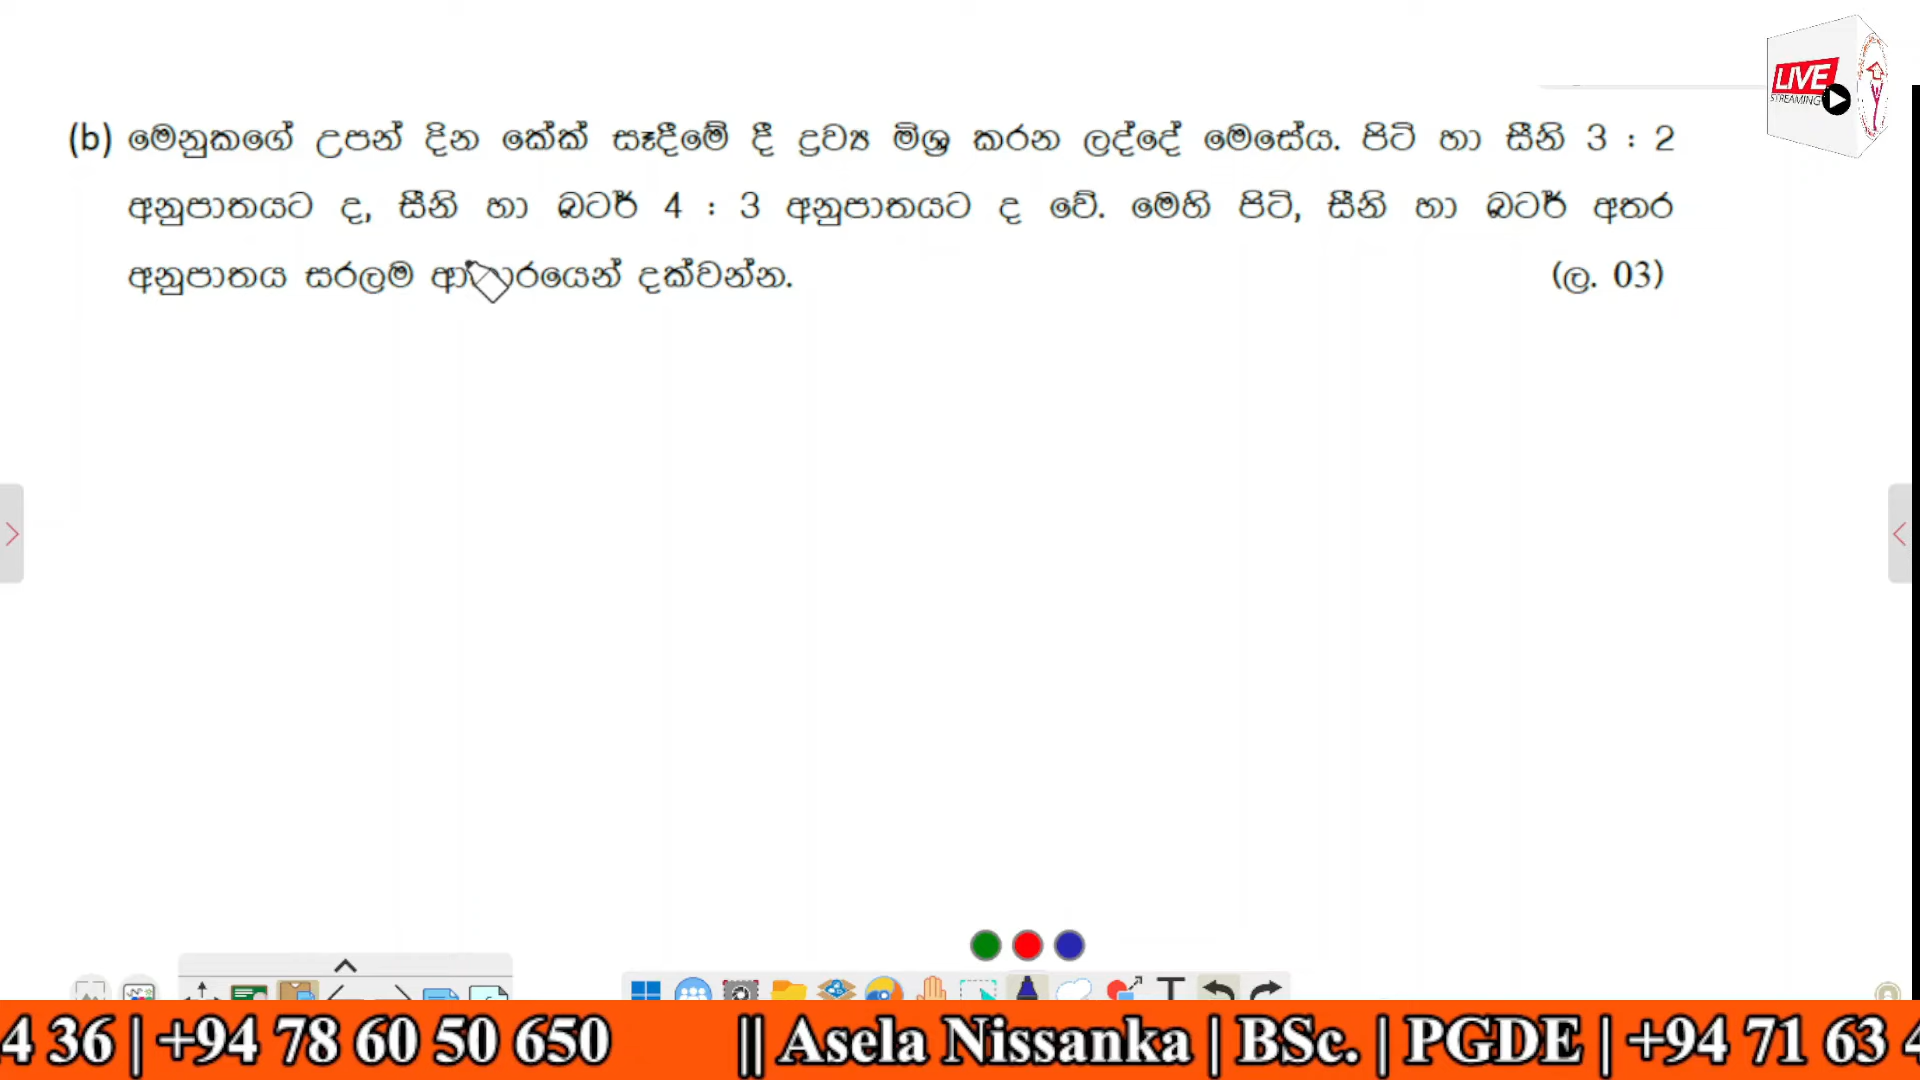 LIVE
STREAMING
(b) මෙනුකගේ උපන් දින කේක් සෑදීමේ දී ද්‍රව්‍ය මිශ්‍ර කරන ලද්දේ මෙසේය. පිටි හා සීනි 3 : 2
අනුපාතයට ද, සීනි හා බටර් 4 : 3 අනුපාතයට ද වේ. මෙහි පිටි, සීනි හා බටර් අතර
අනුපාතය සරලම දක්වන්න. (ල. 03)
4 36 | +94 78 60 50 650 || Asela Nissanka | BSc. | PGDE | +94 71 63 4